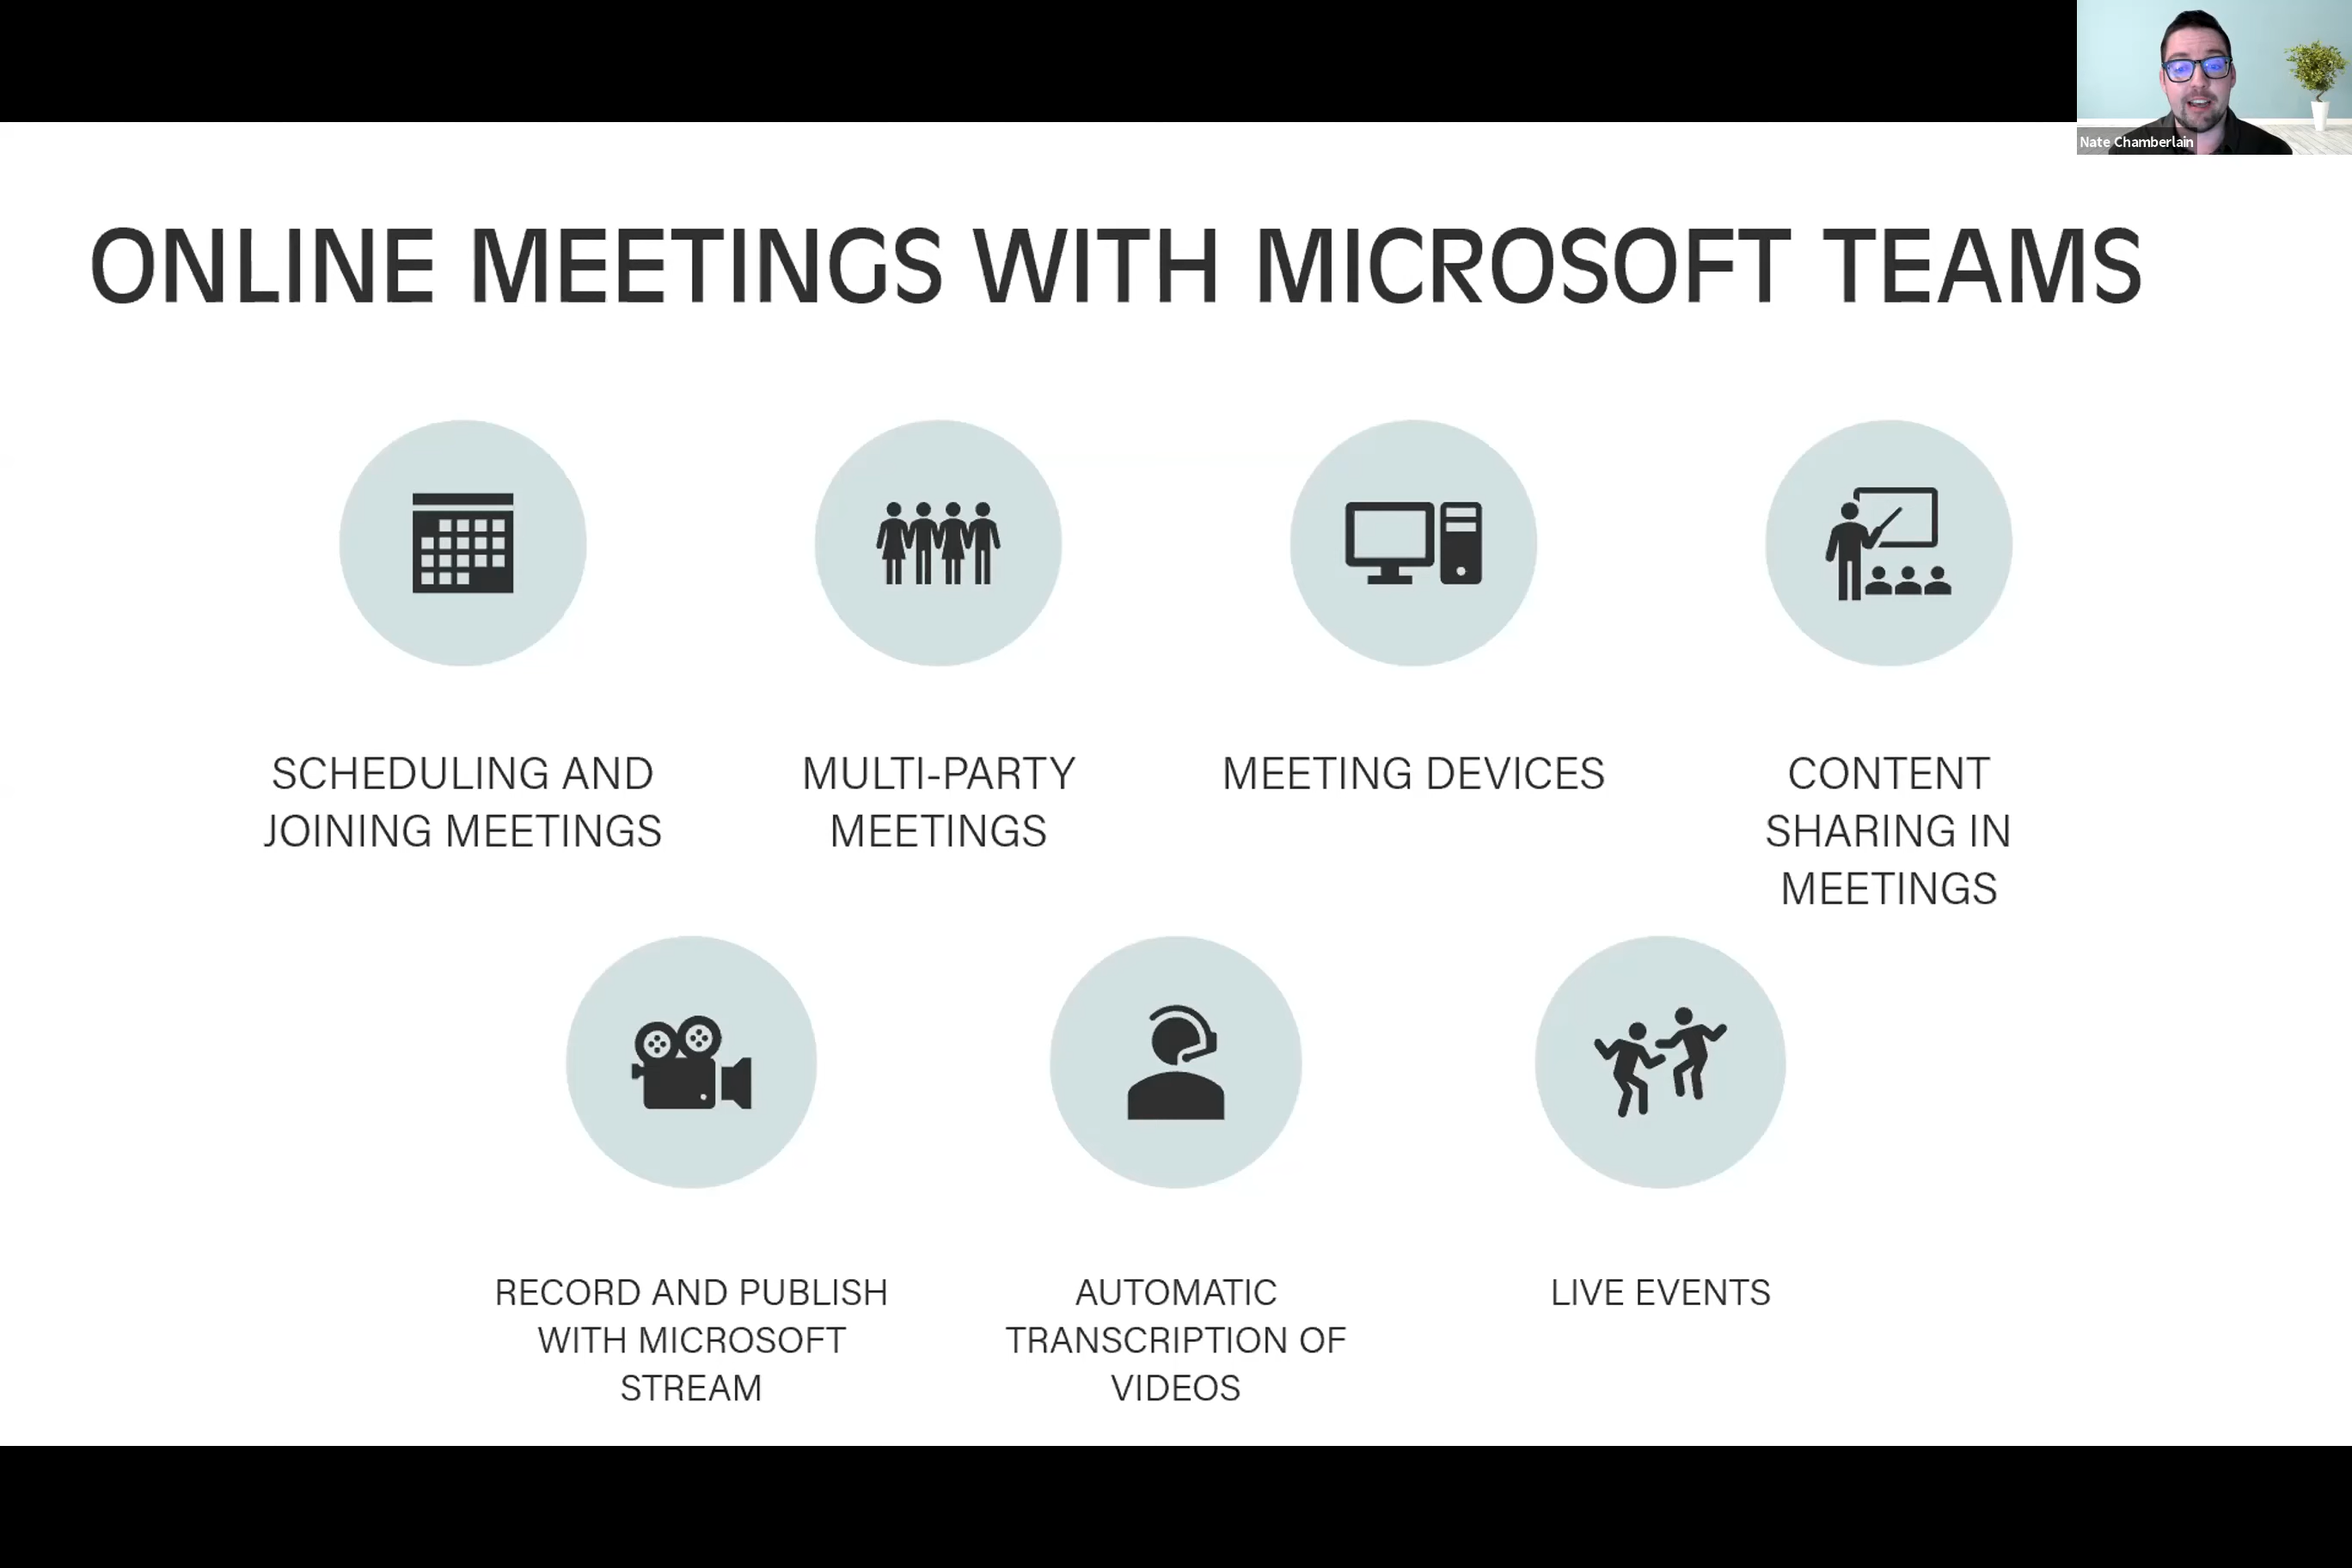 Nate Chamberlain
ONLINE MEETINGS WITH MICROSOFT TEAMS
SCHEDULING AND
JOINING MEETINGS
MULTI-PARTY
MEETINGS
MEETING DEVICES
CONTENT
SHARING IN
MEETINGS
RECORD AND PUBLISH
WITH MICROSOFT
STREAM
AUTOMATIC
TRANSCRIPTION OF
VIDEOS
LIVE EVENTS